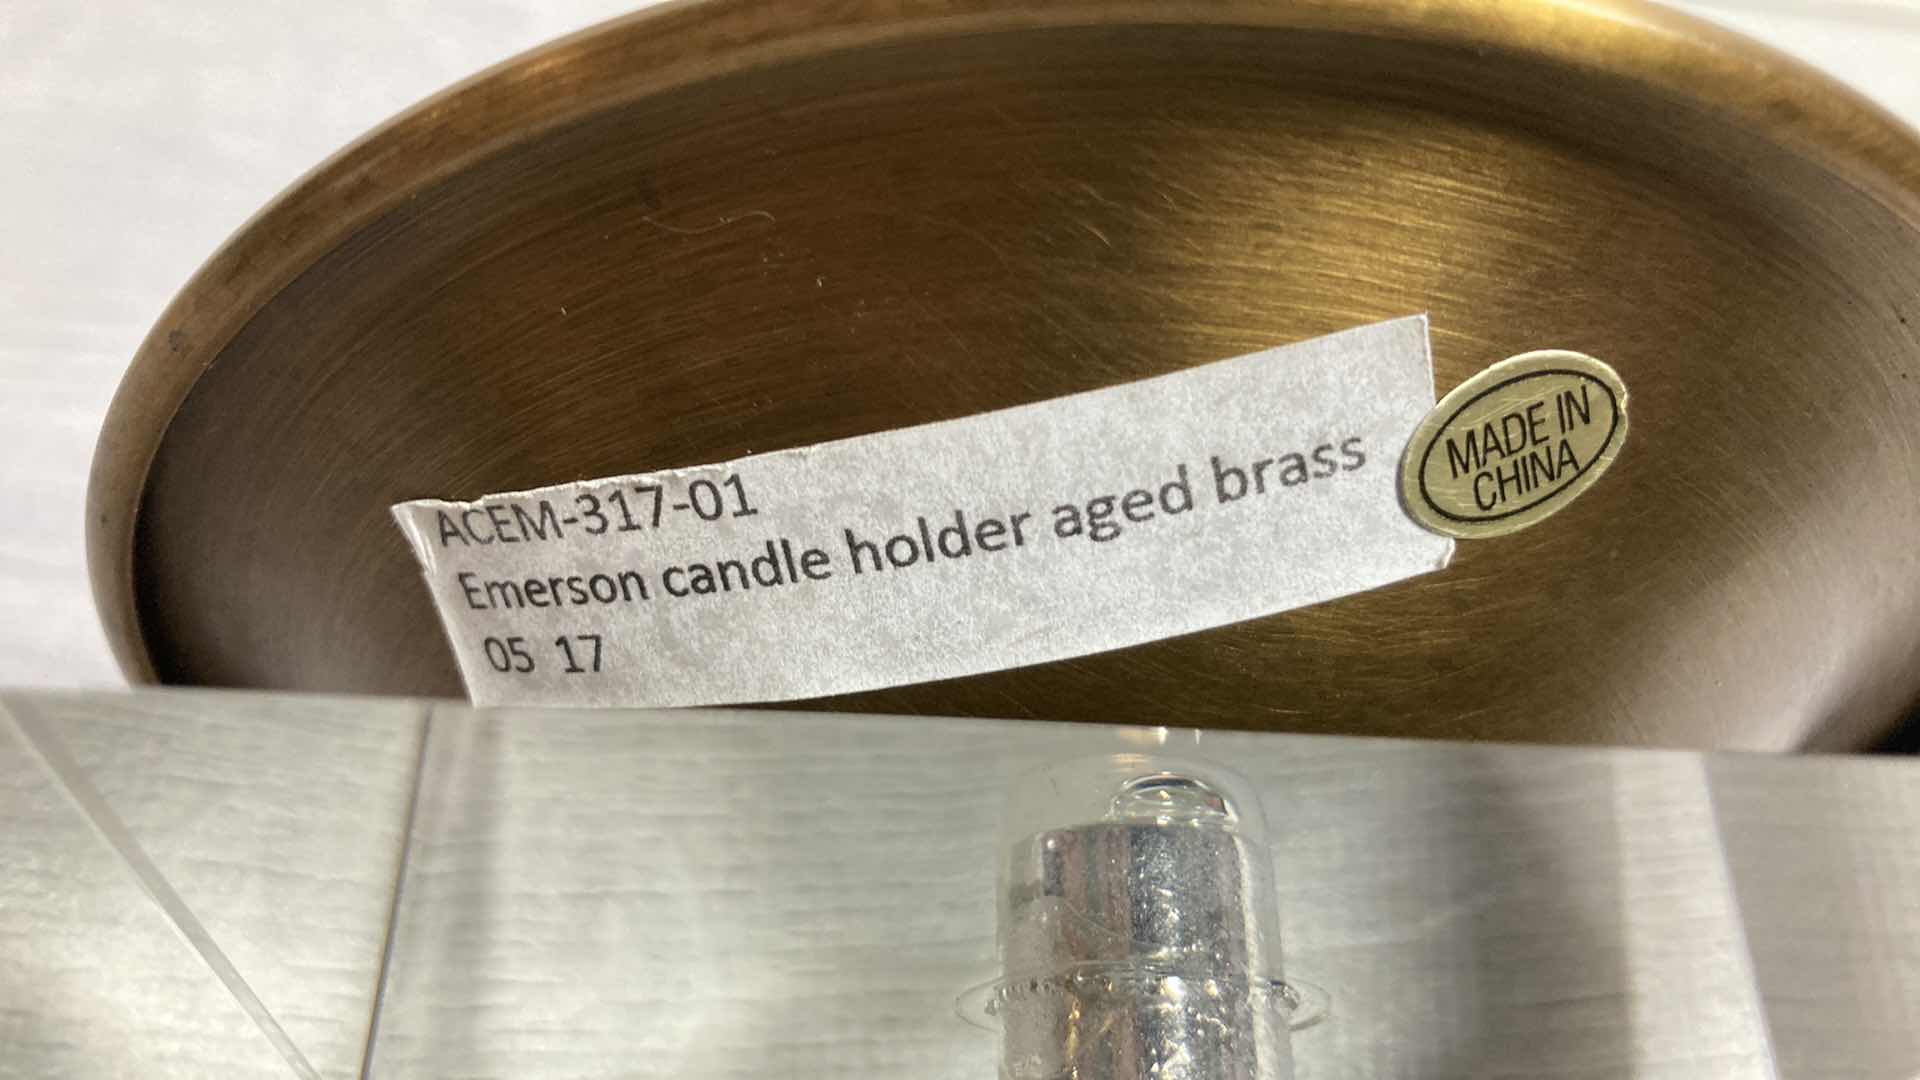 ACEM-317-01
Emerson candle holder aged brass
05 17
MADE IN
CHINA